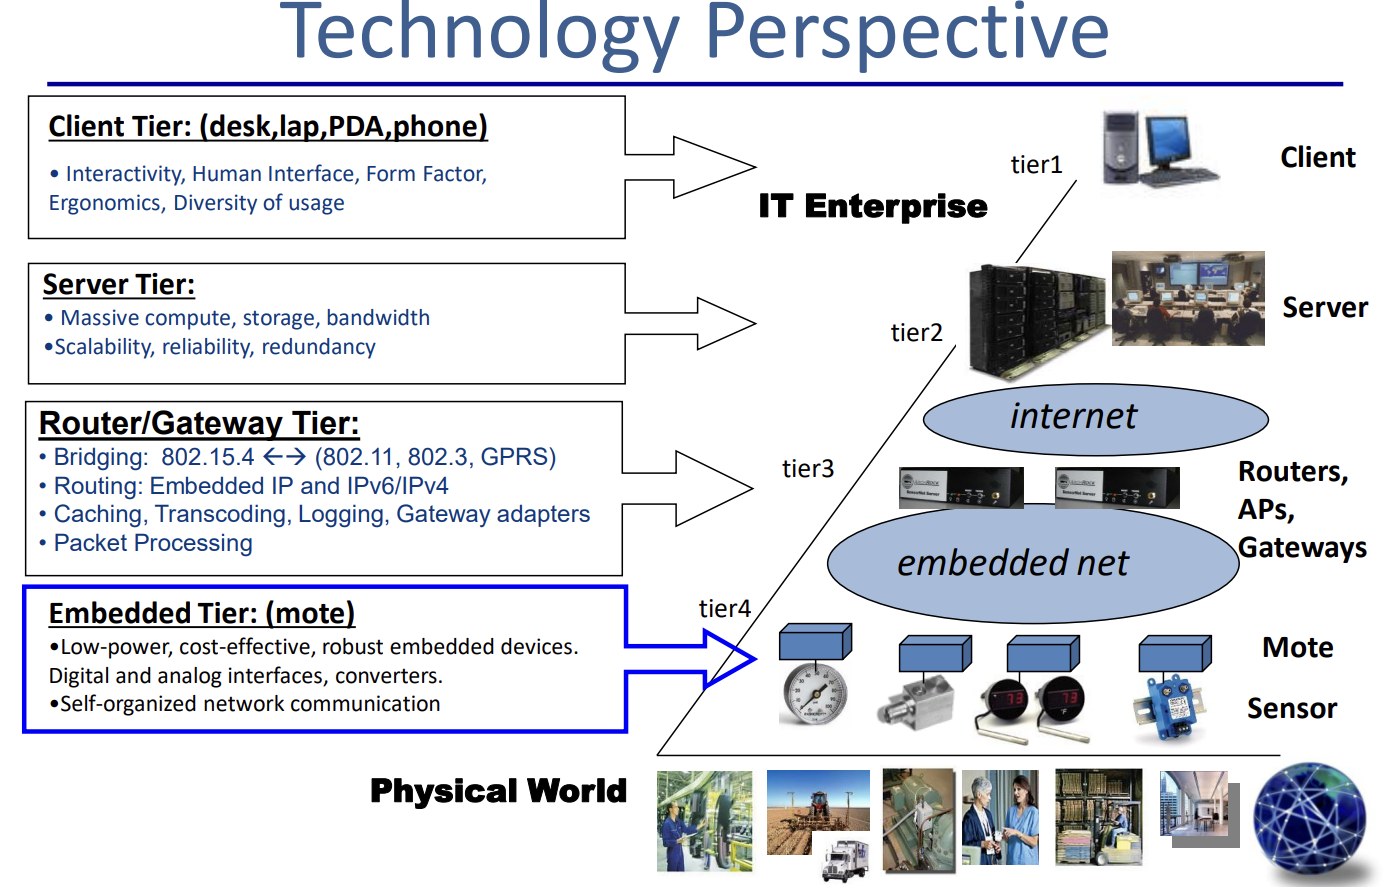 Technology Perspective
Client Tier: (desk,lap,PDA,phone)
• Interactivity, Human Interface, Form Factor,
Ergonomics, Diversity of usage
Server Tier:
• Massive compute, storage, bandwidth
•Scalability, reliability, redundancy
Router/Gateway Tier:
• Bridging: 802.15.4 ←→ (802.11, 802.3, GPRS)
• Routing: Embedded IP and IPv6/IPv4
• Caching, Transcoding, Logging, Gateway adapters
• Packet Processing
Embedded Tier: (mote)
•Low-power, cost-effective, robust embedded devices.
Digital and analog interfaces, converters.
•Self-organized network communication
tier1
Client
IT Enterprise
tier2
Server
internet
tier3
Routers,
APs,
Gateways
embedded net
tier4
Mote
Sensor
73
73
Physical World